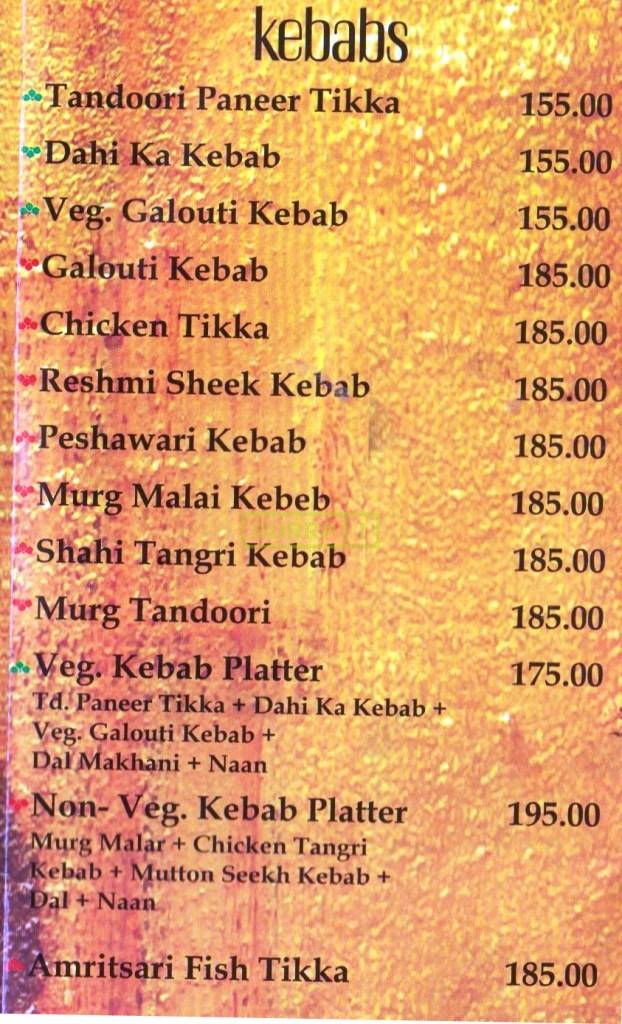 kebabs
Tandoori Paneer Tikka 155.00
Dahi Ka Kebab 155.00
Veg. Galouti Kebab 155.00
Galouti Kebab 185.00
Chicken Tikka 185.00
Reshmi Sheek Kebab 185.00
Peshawari Kebab 185.00
Murg Malai Kebeb 185.00
Shahi Tangri Kebab 185.00
Murg Tandoori 185.00
Veg. Kebab Platter 175.00
Td. Paneer Tikka + Dahi Ka Kebab +
Veg. Galouti Kebab +
Dal Makhani + Naan
Non- Veg. Kebab Platter 195.00
Murg Malar + Chicken Tangri
Kebab + Mutton Seekh Kebab +
Dal + Naan
Amritsari Fish Tikka 185.00